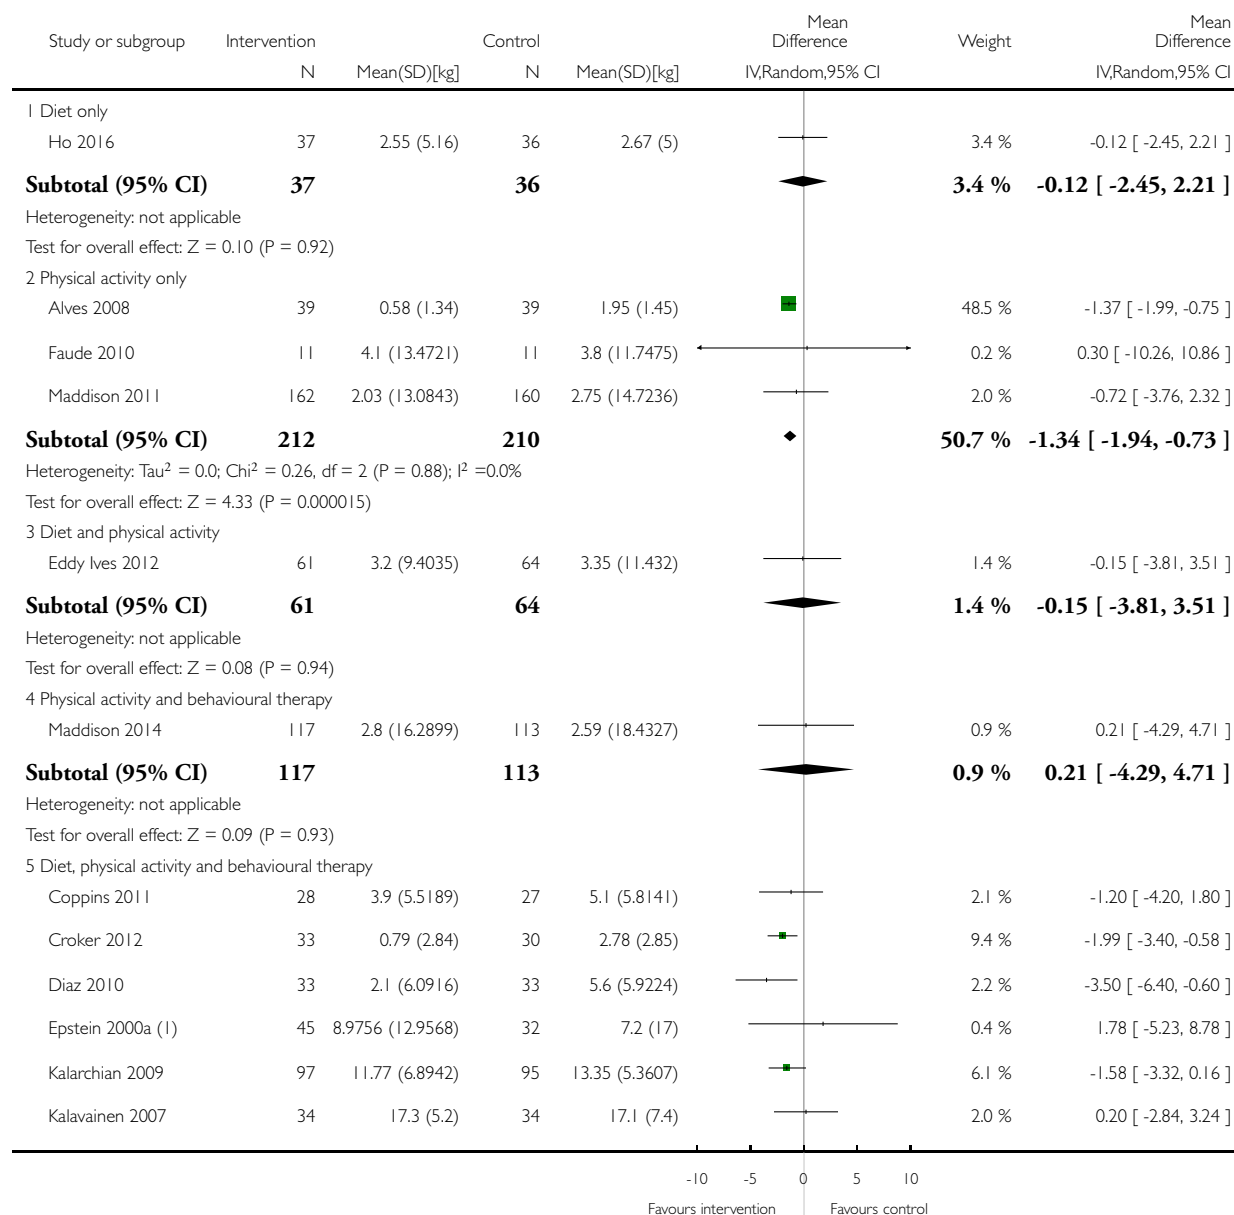 Study or subgroup Intervention Control Mean Difference Weight Mean Difference
N Mean(SD)[kg] N Mean(SD)[kg] IV,Random,95% CI IV,Random,95% CI
1 Diet only
Ho 2016 37 2.55 (5.16) 36 2.67 (5) 3.4 % -0.12 [ -2.45, 2.21 ]
Subtotal (95% CI) 37 36 3.4 % -0.12 [ -2.45, 2.21 ]
Heterogeneity: not applicable
Test for overall effect: Z = 0.10 (P = 0.92)
2 Physical activity only
Alves 2008 39 0.58 (1.34) 39 1.95 (1.45) 48.5 % -1.37 [ -1.99, -0.75 ]
Faude 2010 11 4.1 (13.4721) 11 3.8 (11.7475) 0.2 % 0.30 [ -10.26, 10.86 ]
Maddison 2011 162 2.03 (13.0843) 160 2.75 (14.7236) 2.0 % -0.72 [ -3.76, 2.32 ]
Subtotal (95% CI) 212 210 50.7 % -1.34 [ -1.94, -0.73 ]
Heterogeneity: Tau² = 0.0; Chi² = 0.26, df = 2 (P = 0.88); I² =0.0%
Test for overall effect: Z = 4.33 (P = 0.000015)
3 Diet and physical activity
Eddy Ives 2012 61 3.2 (9.4035) 64 3.35 (11.432) 1.4 % -0.15 [ -3.81, 3.51 ]
Subtotal (95% CI) 61 64 1.4 % -0.15 [ -3.81, 3.51 ]
Heterogeneity: not applicable
Test for overall effect: Z = 0.08 (P = 0.94)
4 Physical activity and behavioural therapy
Maddison 2014 117 2.8 (16.2899) 113 2.59 (18.4327) 0.9 % 0.21 [ -4.29, 4.71 ]
Subtotal (95% CI) 117 113 0.9 % 0.21 [ -4.29, 4.71 ]
Heterogeneity: not applicable
Test for overall effect: Z = 0.09 (P = 0.93)
5 Diet, physical activity and behavioural therapy
Coppins 2011 28 3.9 (5.5189) 27 5.1 (5.8141) 2.1 % -1.20 [ -4.20, 1.80 ]
Croker 2012 33 0.79 (2.84) 30 2.78 (2.85) 9.4 % -1.99 [ -3.40, -0.58 ]
Diaz 2010 33 2.1 (6.0916) 33 5.6 (5.9224) 2.2 % -3.50 [ -6.40, -0.60 ]
Epstein 2000a (1) 45 8.9756 (12.9568) 32 7.2 (17) 0.4 % 1.78 [ -5.23, 8.78 ]
Kalarchian 2009 97 11.77 (6.8942) 95 13.35 (5.3607) 6.1 % -1.58 [ -3.32, 0.16 ]
Kalavainen 2007 34 17.3 (5.2) 34 17.1 (7.4) 2.0 % 0.20 [ -2.84, 3.24 ]
-10 -5 0 5 10
Favours intervention Favours control